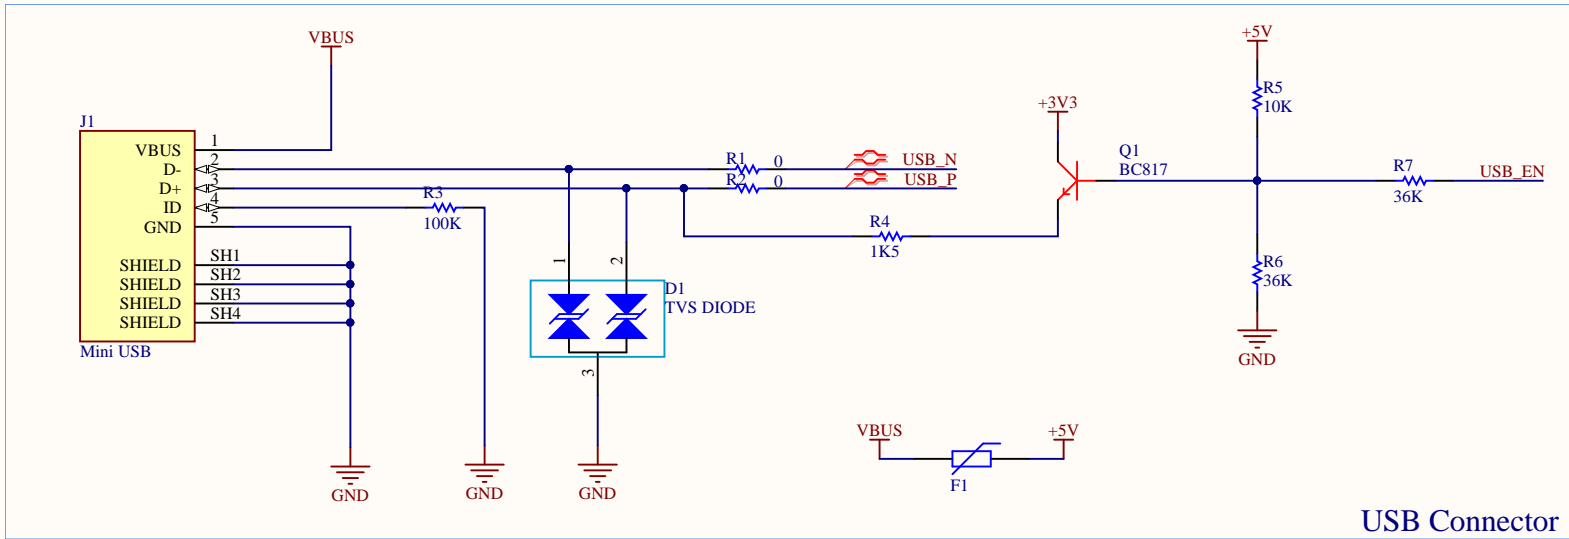 VBUS
J1
VBUS 1
D- 2
D+ 3
ID 4
GND 5
SHIELD SH1
SHIELD SH2
SHIELD SH3
SHIELD SH4
Mini USB
R3
100K
GND
GND
GND
1
2
3
D1
TVS DIODE
R1 0
R2 0
USB_N
USB_P
R4
1K5
+3V3
Q1
BC817
+5V
R5
10K
R7
36K
USB_EN
R6
36K
GND
VBUS
+5V
F1
USB Connector